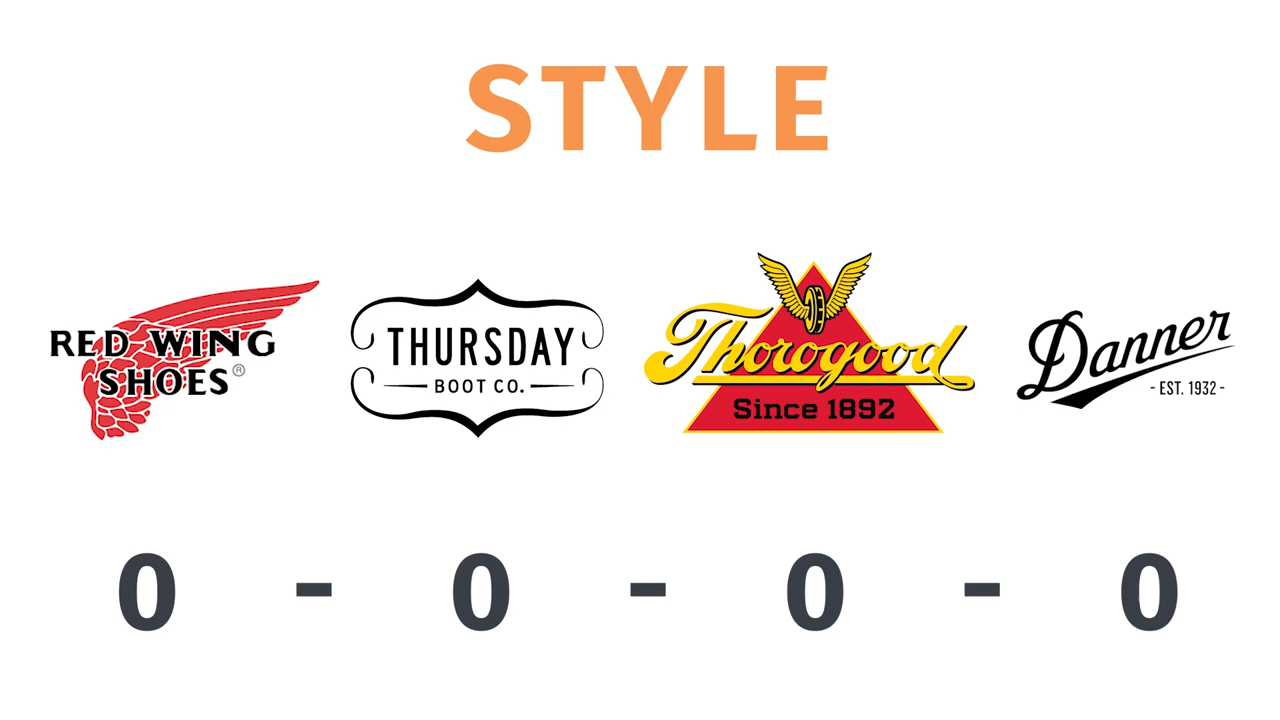 STYLE
RED WING
SHOES®
THURSDAY
BOOT CO.
Thorogood
Since 1892
Danner
- EST. 1932 -
0 - 0 - 0 - 0